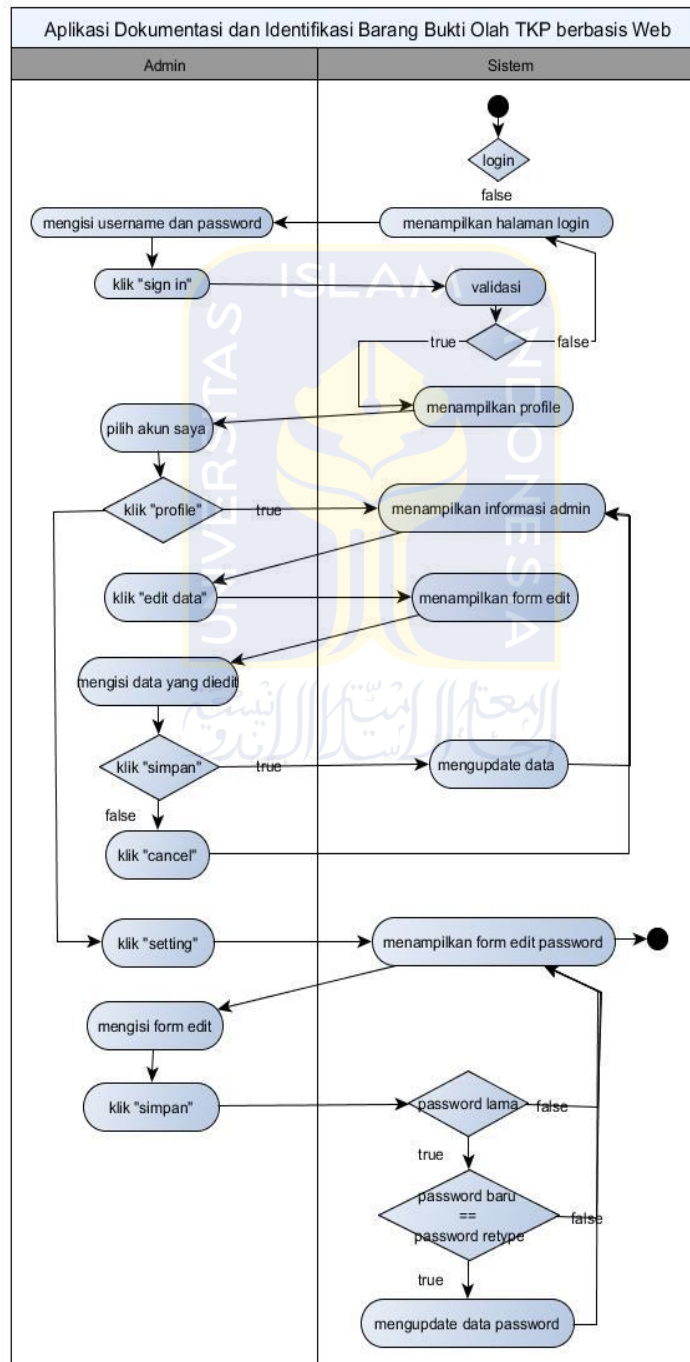 Aplikasi Dokumentasi dan Identifikasi Barang Bukti Olah TKP berbasis Web
Admin
Sistem
login
false
mengisi username dan password
menampilkan halaman login
klik "sign in"
validasi
true
false
menampilkan profile
pilih akun saya
klik "profile"
true
menampilkan informasi admin
klik "edit data"
menampilkan form edit
mengisi data yang diedit
klik "simpan"
true
mengupdate data
false
klik "cancel"
klik "setting"
menampilkan form edit password
mengisi form edit
klik "simpan"
password lama
false
true
password baru
==
password retype
false
true
mengupdate data password
UNIVERSITAS
ISLAM
INDONESIA